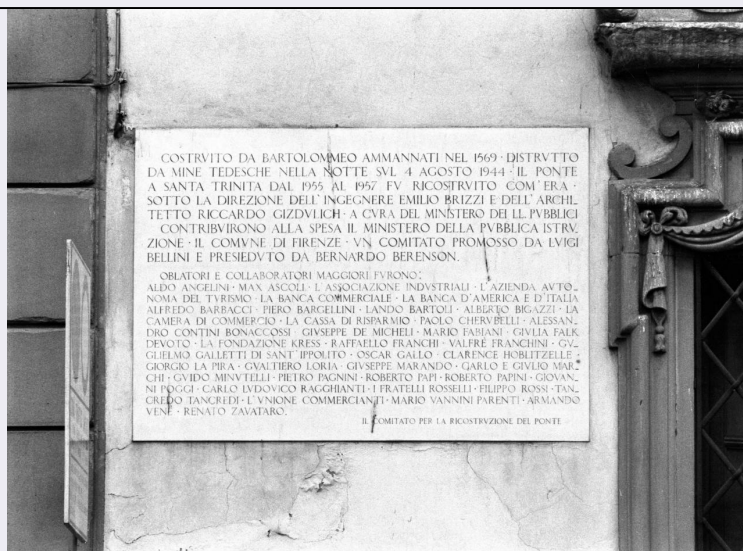 COSTRVITO DA BARTOLOMMEO AMMANNATI NEL 1569 · DISTRVTTO
DA MINE TEDESCHE NELLA NOTTE SVL 4 AGOSTO 1944 · IL PONTE
A SANTA TRINITA DAL 1955 AL 1957 FV RICOSTRVITO COM'ERA ·
SOTTO LA DIREZIONE DELL'INGEGNERE EMILIO BRIZZI E DELL'ARCHI_
TETTO RICCARDO GIZDVLICH · A CVRA DEL MINISTERO DEI LL. PVBBLICI
CONTRIBVIRONO ALLA SPESA IL MINISTERO DELLA PVBBLICA ISTRV_
ZIONE · IL COMVNE DI FIRENZE · VN COMITATO PROMOSSO DA LVIGI
BELLINI E PRESIEDVTO DA BERNARDO BERENSON.
OBLATORI E COLLABORATORI MAGGIORI FVRONO:
ALDO ANGELINI · MAX ASCOLI · L'ASSOCIAZIONE INDVSTRIALI · L'AZIENDA AVTO_
NOMA DEL TVRISMO · LA BANCA COMMERCIALE · LA BANCA D'AMERICA E D'ITALIA
ALFREDO BARBACCI · PIERO BARGELLINI · LANDO BARTOLI · ALBERTO BIGAZZI · LA
CAMERA DI COMMERCIO · LA CASSA DI RISPARMIO · PAOLO CHERVBELLI · ALESSAN_
DRO CONTINI BONACCOSSI · GIVSEPPE DE MICHELI · MARIO FABIANI · GIVLIA FALK
DEVOTO · LA FONDAZIONE KRESS · RAFFAELLO FRANCHI · VALFRÈ FRANCHINI · GV_
GLIELMO GALLETTI DI SANT'IPPOLITO · OSCAR GALLO · CLARENCE HOBLITZELLE ·
GIORGIO LA PIRA · GVALTIERO LORIA · GIVSEPPE MARANDO · CARLO E GIVLIO MAR_
CHI · GVIDO MINVTELLI · PIETRO PAGNINI · ROBERTO PAPI · ROBERTO PAPINI · GIOVAN_
NI POGGI · CARLO LVDOVICO RAGGHIANTI · I FRATELLI ROSSELLI · FILIPPO ROSSI · TAN_
CREDO TANCREDI · L'VNIONE COMMERCIANTI · MARIO VANNINI PARENTI · ARMANDO
VENÈ · RENATO ZAVATARO.
IL COMITATO PER LA RICOSTRVZIONE DEL PONTE